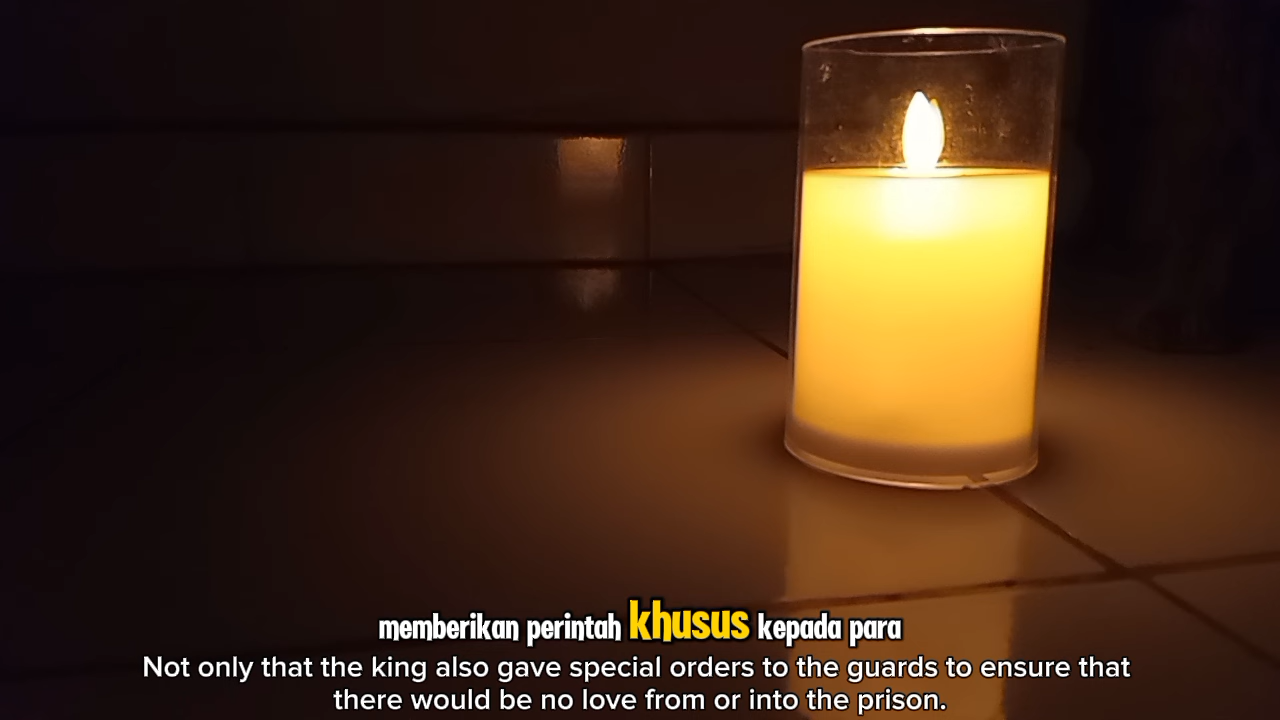 memberikan perintah khusus kepada para
Not only that the king also gave special orders to the guards to ensure that
there would be no love from or into the prison.